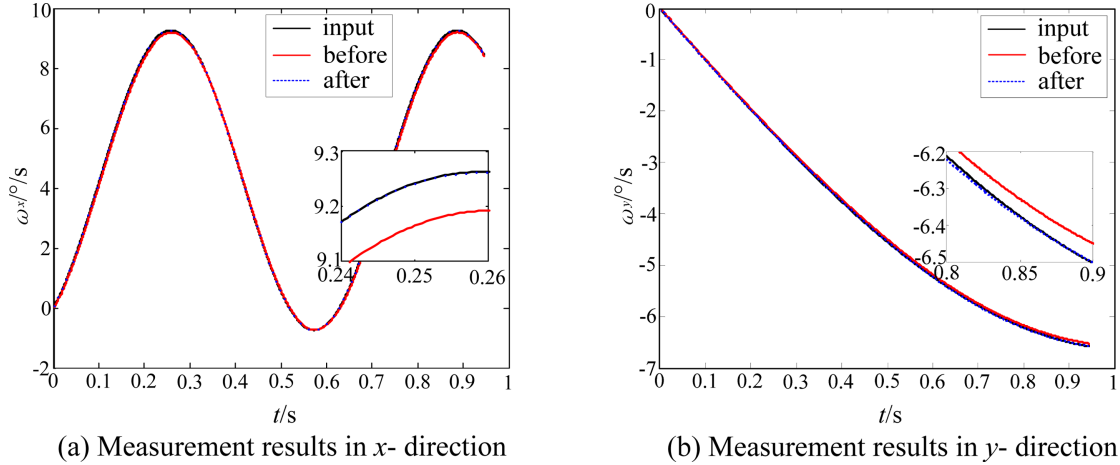 10
8
6
4
2
0
-2
ωx/°/s
input
before
after
9.3
9.2
9.1
0.24 0.25 0.26
0 0.1 0.2 0.3 0.4 0.5 0.6 0.7 0.8 0.9 1
t/s
(a) Measurement results in x- direction
0
-1
-2
-3
-4
-5
-6
-7
ωy/°/s
input
before
after
-6.2
-6.3
-6.4
-6.5
0.8 0.85 0.9
0 0.1 0.2 0.3 0.4 0.5 0.6 0.7 0.8 0.9 1
t/s
(b) Measurement results in y- direction